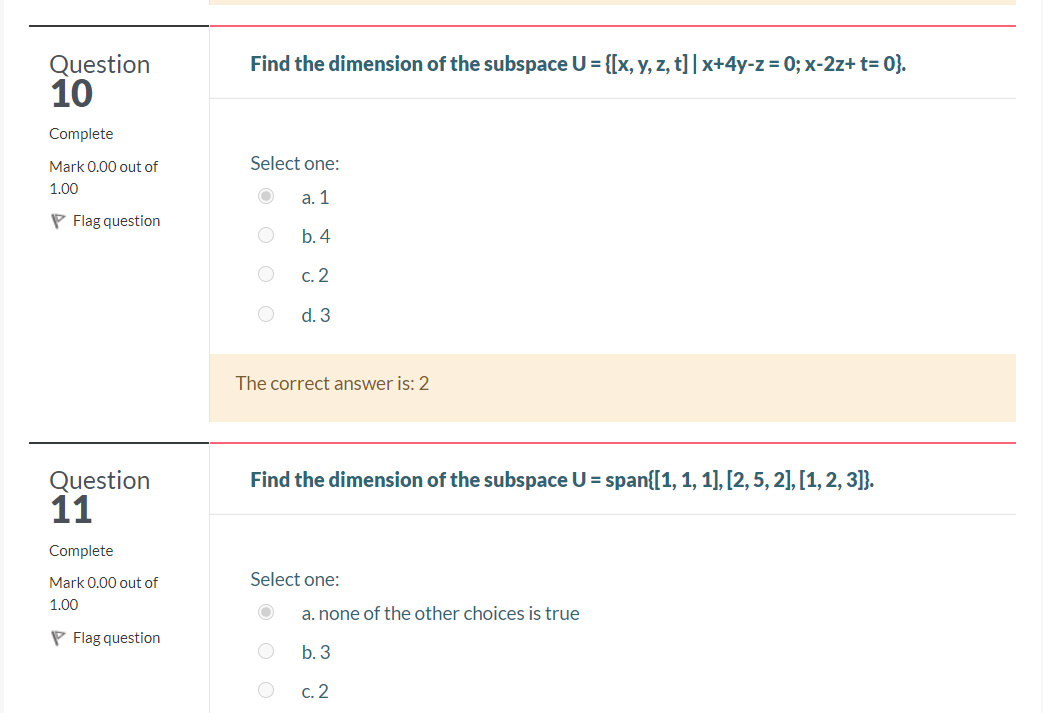 Question
10
Complete
Mark 0.00 out of
1.00
Flag question
Find the dimension of the subspace U = {[x, y, z, t] | x+4y-z = 0; x-2z+ t= 0}.
Select one:
a. 1
b. 4
c. 2
d. 3
The correct answer is: 2
Question
11
Complete
Mark 0.00 out of
1.00
Flag question
Find the dimension of the subspace U = span{[1, 1, 1], [2, 5, 2], [1, 2, 3]}.
Select one:
a. none of the other choices is true
b. 3
c. 2